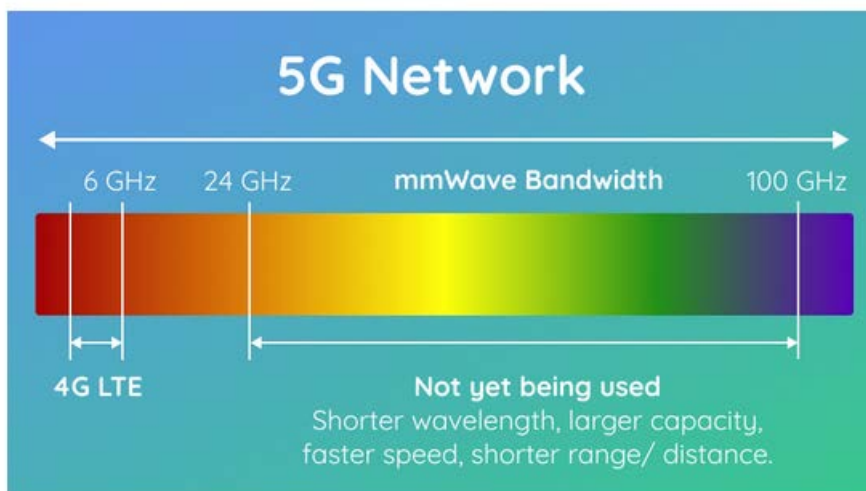 5G Network
6 GHz 24 GHz mmWave Bandwidth 100 GHz
4G LTE Not yet being used
Shorter wavelength, larger capacity,
faster speed, shorter range/ distance.